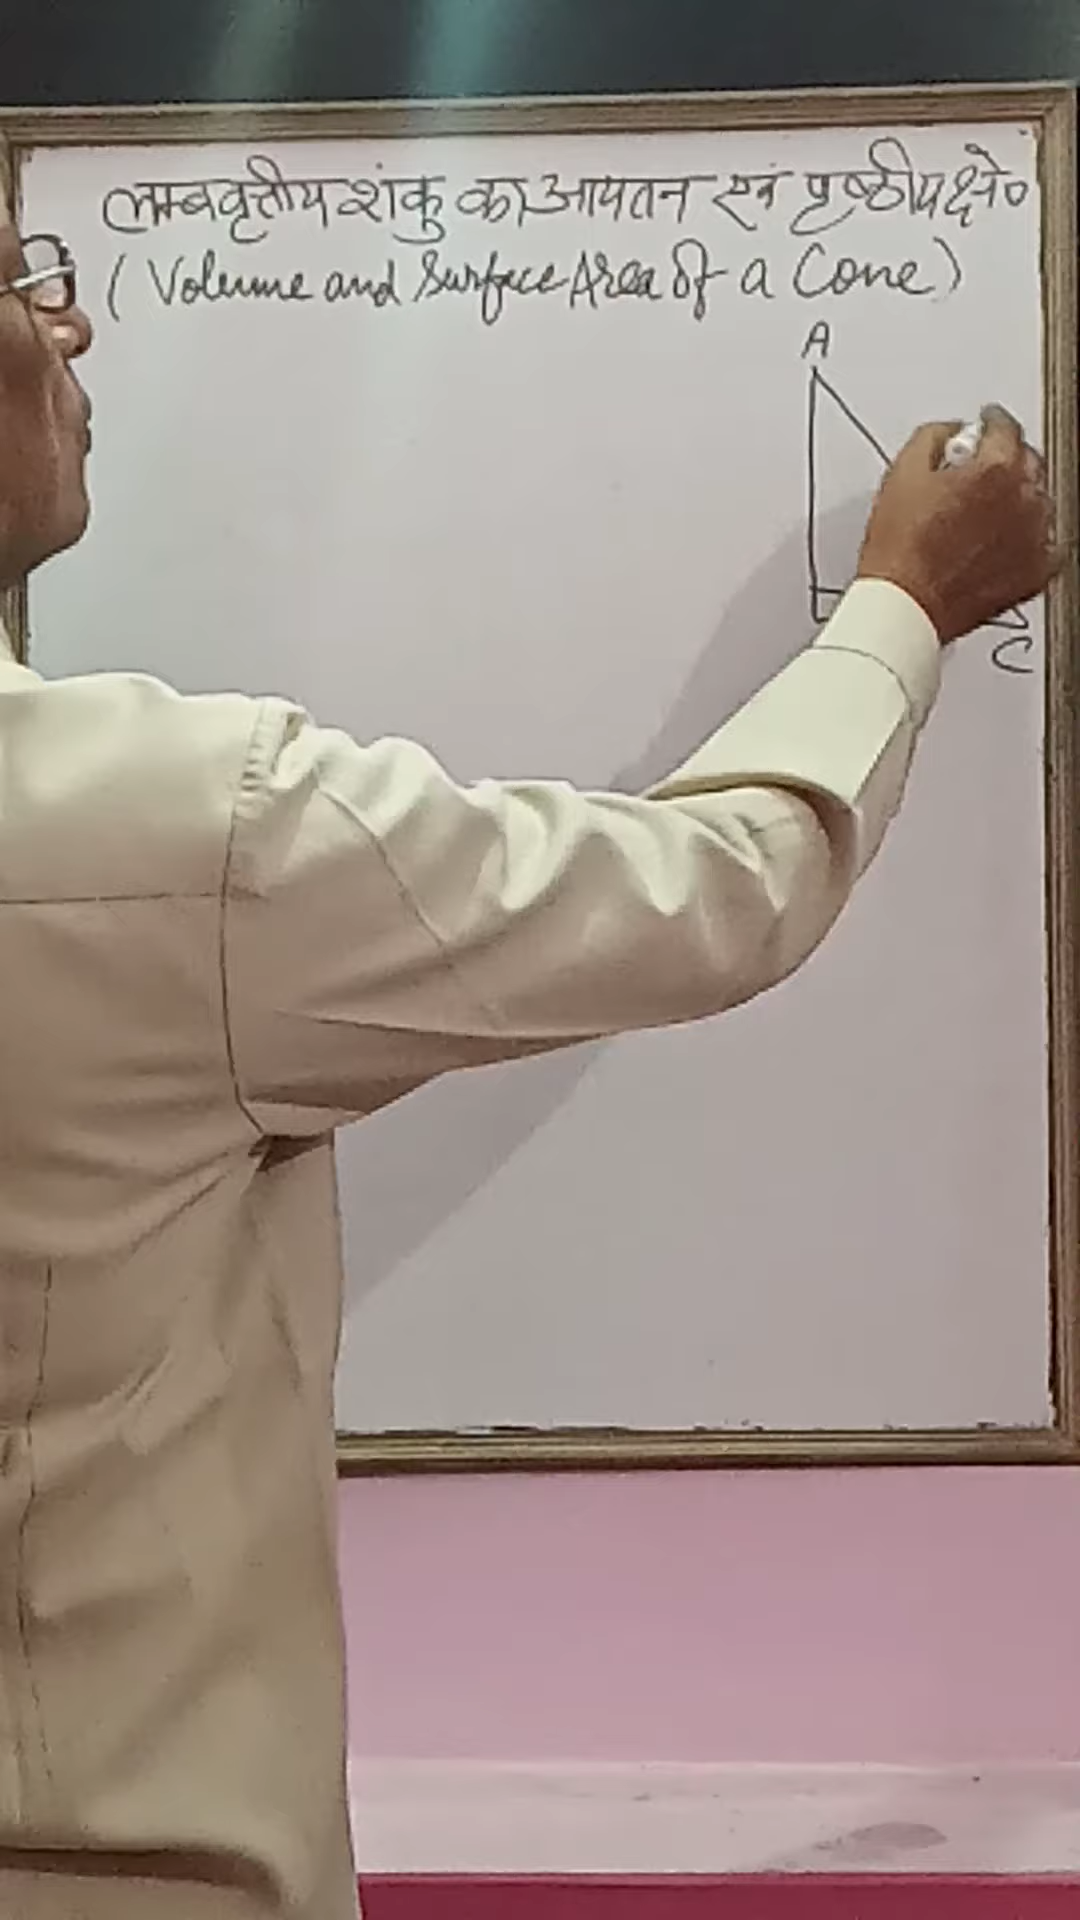 लम्बवृत्तीय शंकु का आयतन एवं पृष्ठीय क्षे०
(Volume and Surface Area of a Cone)
A
C